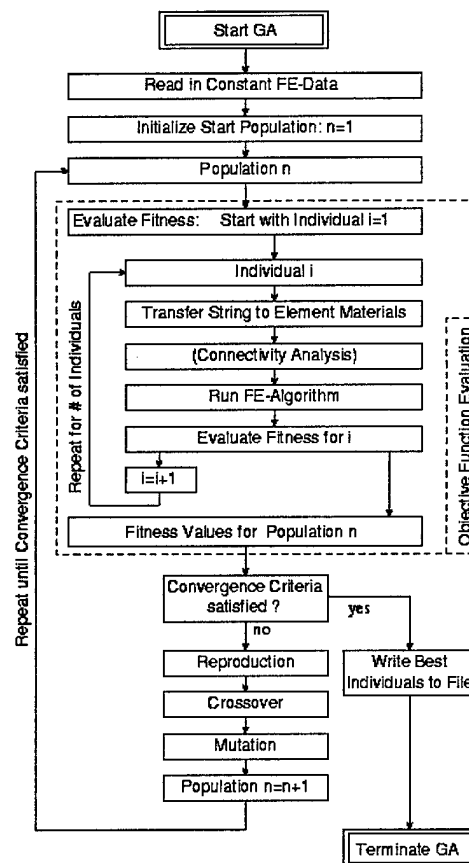 Start GA
Read in Constant FE-Data
Initialize Start Population: n=1
Population n
Evaluate Fitness: Start with Individual i=1
Individual i
Transfer String to Element Materials
(Connectivity Analysis)
Run FE-Algorithm
Evaluate Fitness for i
i=i+1
Fitness Values for Population n
Repeat for # of Individuals
Objective Function Evaluation
Repeat until Convergence Criteria satisfied
Convergence Criteria
satisfied ?
yes
no
Reproduction
Crossover
Mutation
Population n=n+1
Write Best
Individuals to File
Terminate GA